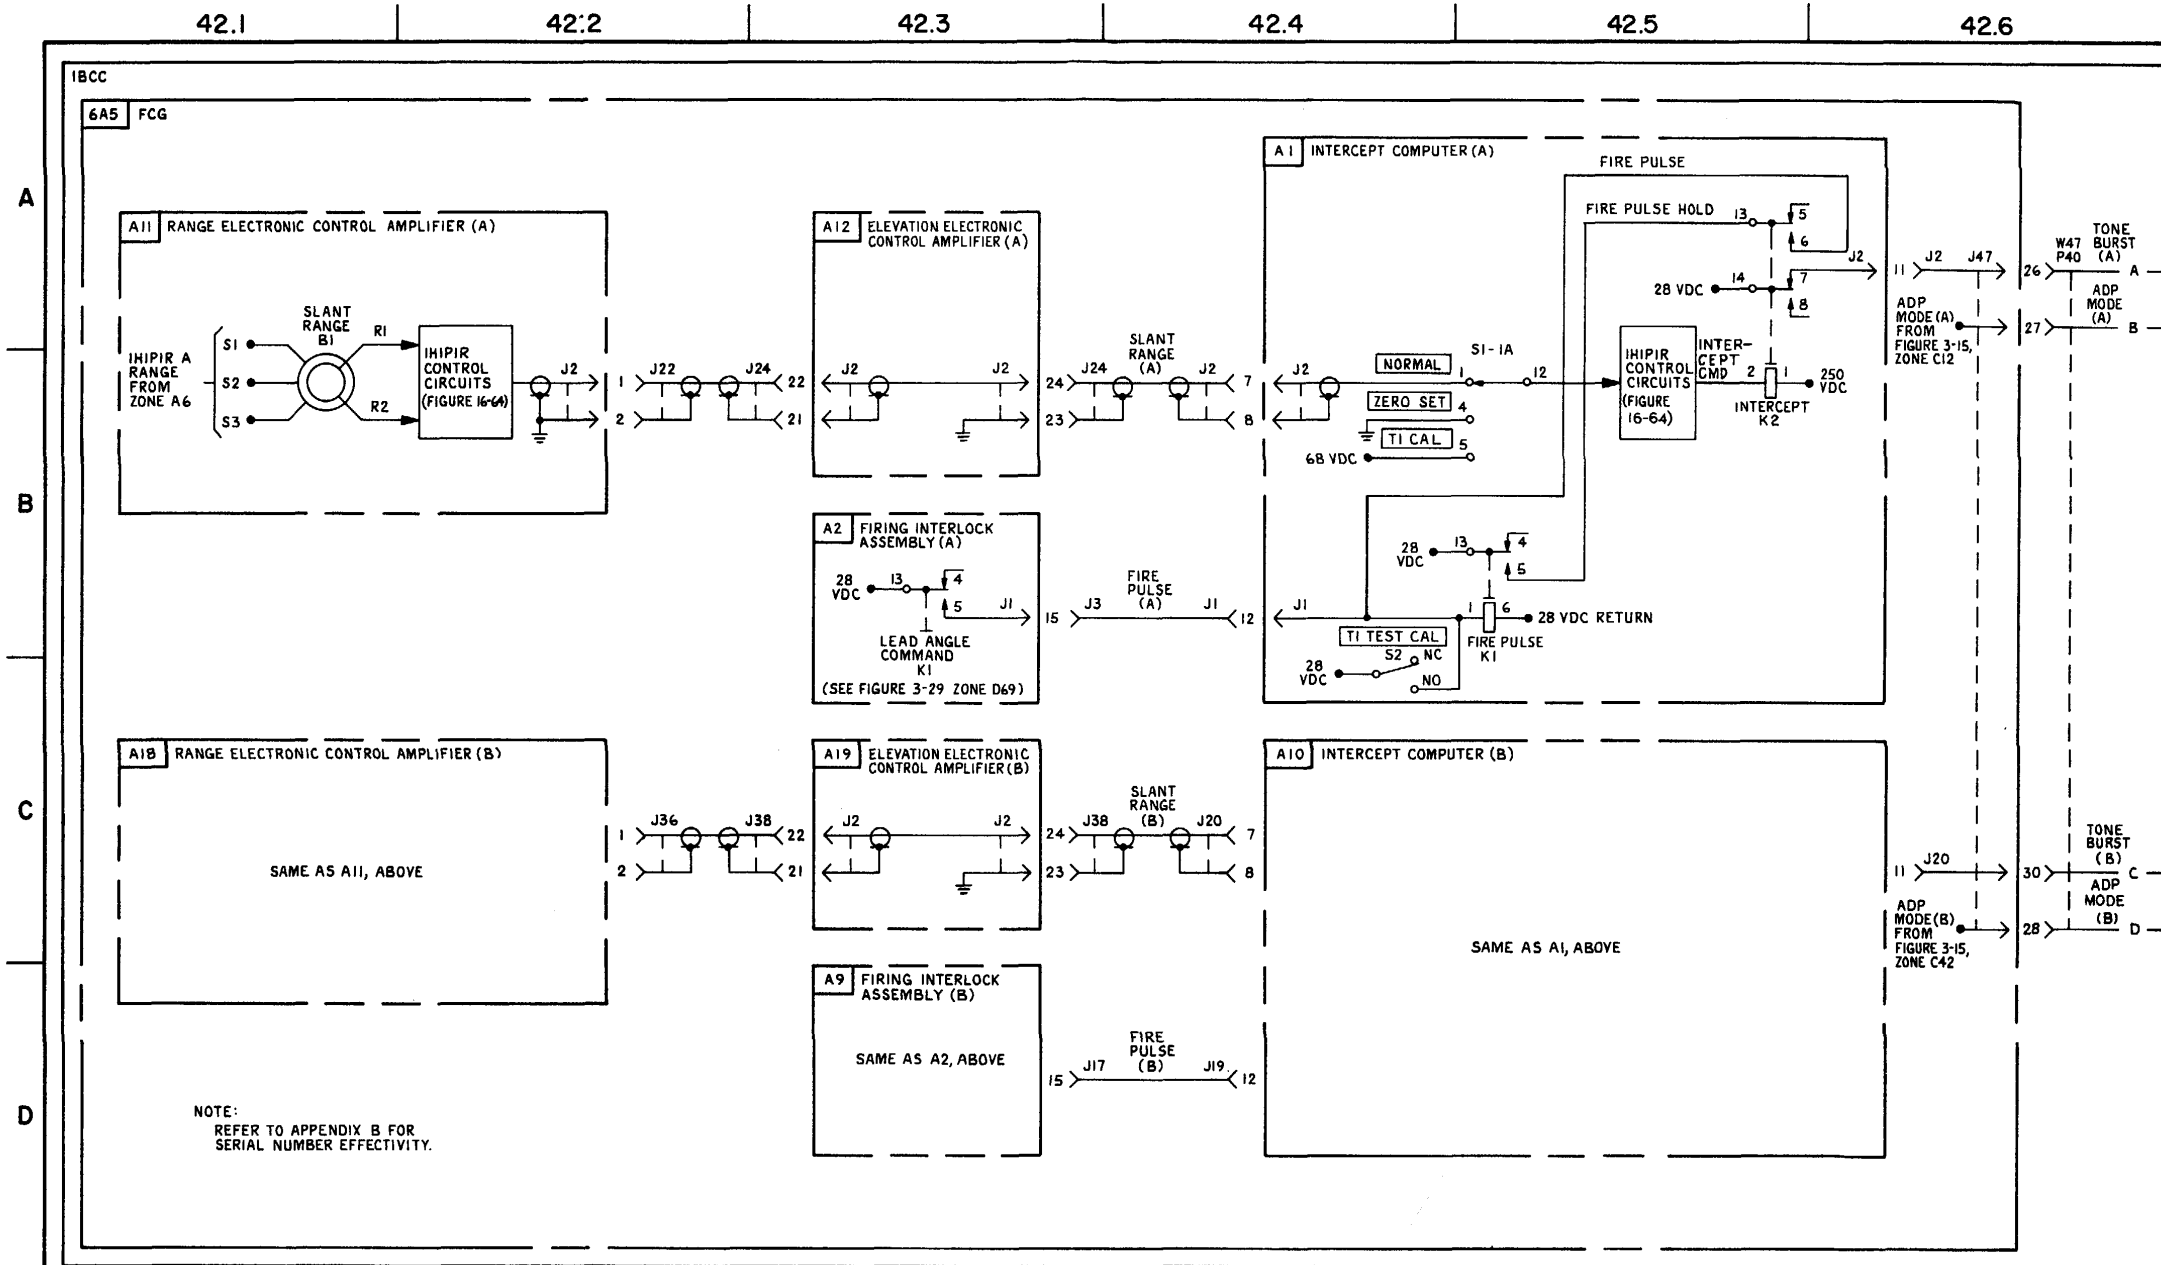 42.1
42.2
42.3
42.4
42.5
42.6
A
B
C
D
1BCC
6A5 FCG
A11 RANGE ELECTRONIC CONTROL AMPLIFIER (A)
IHIPIR A
RANGE
FROM
ZONE A6
S1
S2
S3
SLANT
RANGE
B1
R1
R2
IHIPIR
CONTROL
CIRCUITS
(FIGURE 16-64)
J2
1
2
J22
J24
22
21
A12 ELEVATION ELECTRONIC
CONTROL AMPLIFIER (A)
J2
J2
24
23
J24
SLANT
RANGE
(A)
J2
7
8
A2 FIRING INTERLOCK
ASSEMBLY (A)
28
VDC
13
4
5
J1
LEAD ANGLE
COMMAND
K1
(SEE FIGURE 3-29 ZONE D69)
15
J3
FIRE
PULSE
(A)
J1
12
A1 INTERCEPT COMPUTER (A)
FIRE PULSE
FIRE PULSE HOLD
13
5
6
J2
28 VDC
14
7
8
J2
NORMAL
1
S1-1A
12
ZERO SET
4
TI CAL
5
68 VDC
IHIPIR
CONTROL
CIRCUITS
(FIGURE
16-64)
INTER-
CEPT
CMD
2
1
250
VDC
INTERCEPT
K2
28
VDC
13
4
5
J1
1
6
28 VDC RETURN
FIRE PULSE
K1
TI TEST CAL
S2
NC
28
VDC
NO
11
J2
J47
26
W47
P40
TONE
BURST
(A)
A
ADP
MODE (A)
FROM
FIGURE 3-15,
ZONE C12
27
ADP
MODE
(A)
B
A18 RANGE ELECTRONIC CONTROL AMPLIFIER (B)
SAME AS A11, ABOVE
1
2
J36
J38
22
21
A19 ELEVATION ELECTRONIC
CONTROL AMPLIFIER (B)
J2
J2
24
23
J38
SLANT
RANGE
(B)
J20
7
8
A10 INTERCEPT COMPUTER (B)
SAME AS A1, ABOVE
11
J20
30
TONE
BURST
(B)
C
ADP
MODE (B)
FROM
FIGURE 3-15,
ZONE C42
28
ADP
MODE
(B)
D
A9 FIRING INTERLOCK
ASSEMBLY (B)
SAME AS A2, ABOVE
15
J17
FIRE
PULSE
(B)
J19
12
NOTE:
REFER TO APPENDIX B FOR
SERIAL NUMBER EFFECTIVITY.